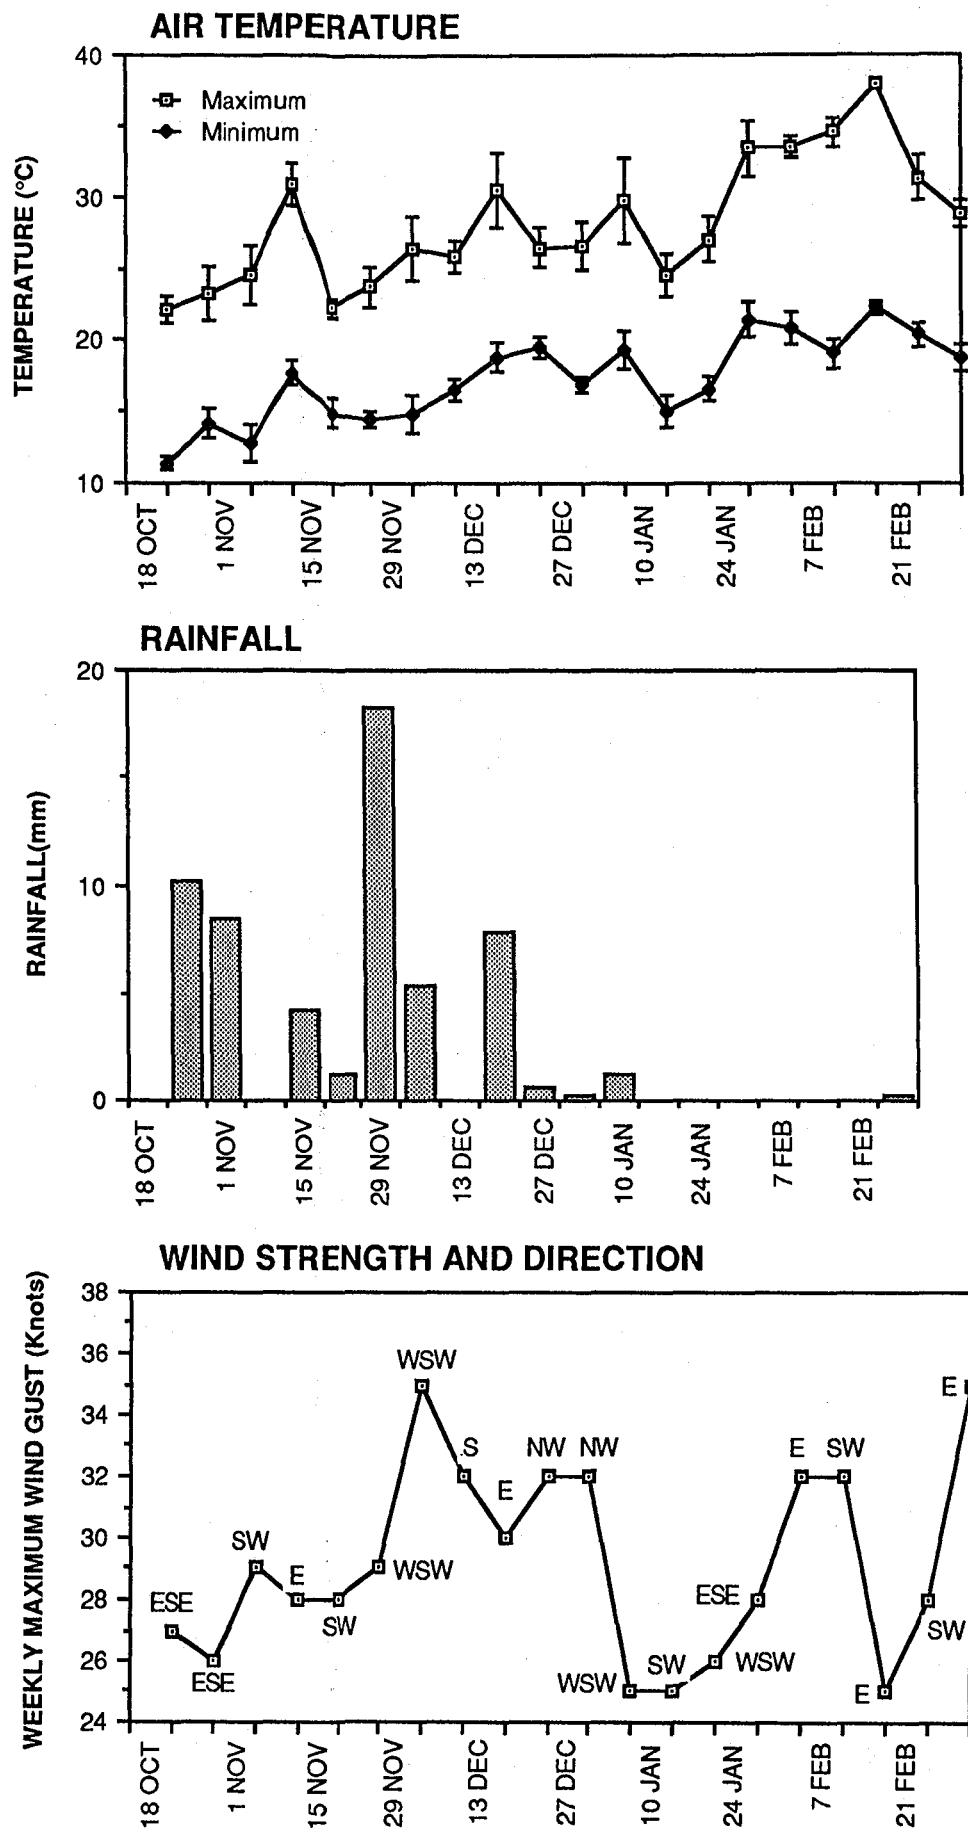 AIR TEMPERATURE
TEMPERATURE (°C)
40
30
20
10
Maximum
Minimum
18 OCT
1 NOV
15 NOV
29 NOV
13 DEC
27 DEC
10 JAN
24 JAN
7 FEB
21 FEB
RAINFALL
RAINFALL(mm)
20
10
0
18 OCT
1 NOV
15 NOV
29 NOV
13 DEC
27 DEC
10 JAN
24 JAN
7 FEB
21 FEB
WIND STRENGTH AND DIRECTION
WEEKLY MAXIMUM WIND GUST (Knots)
38
36
34
32
30
28
26
24
ESE
ESE
SW
E
SW
WSW
WSW
S
E
NW
NW
WSW
SW
WSW
ESE
E
SW
E
SW
E
18 OCT
1 NOV
15 NOV
29 NOV
13 DEC
27 DEC
10 JAN
24 JAN
7 FEB
21 FEB